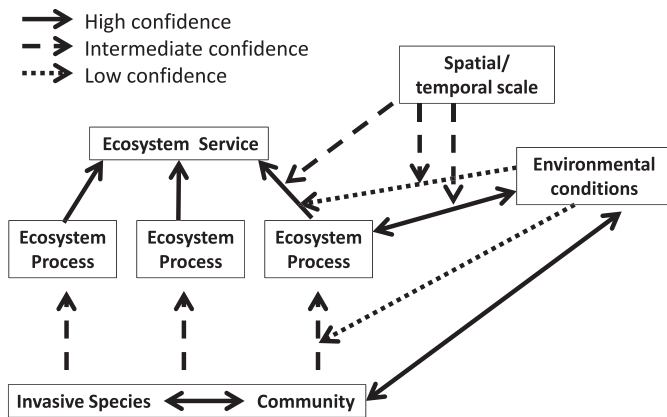 High confidence
Intermediate confidence
Low confidence
Spatial/
temporal scale
Ecosystem Service
Environmental
conditions
Ecosystem
Process
Ecosystem
Process
Ecosystem
Process
Invasive Species
Community